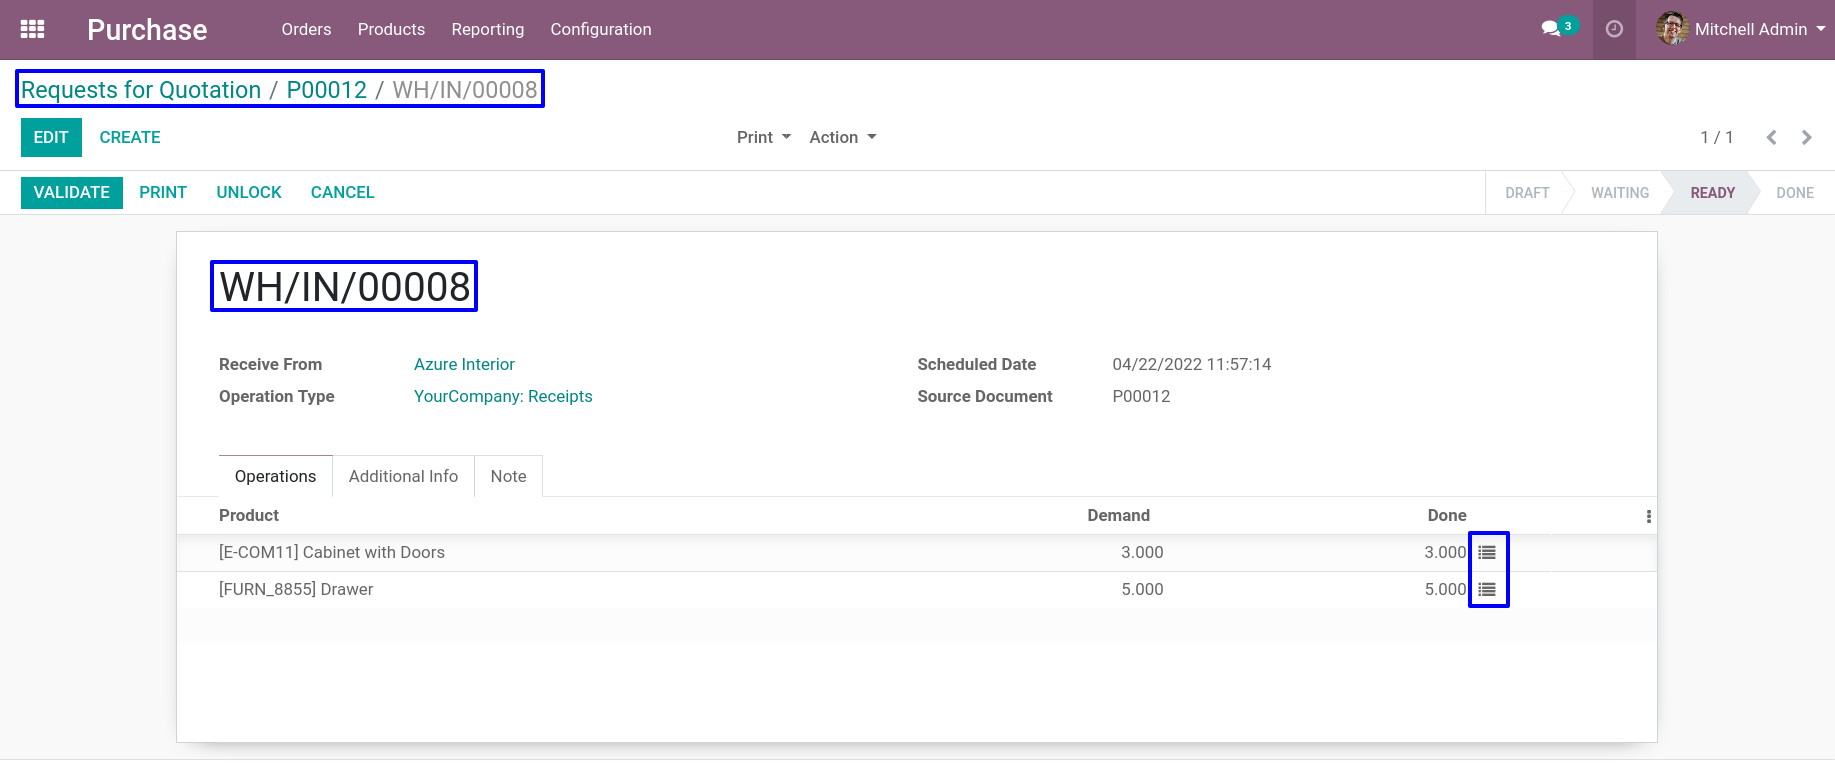 Purchase Orders Products Reporting Configuration 3 Mitchell Admin
Requests for Quotation / P00012 / WH/IN/00008
EDIT CREATE Print Action 1 / 1
VALIDATE PRINT UNLOCK CANCEL DRAFT WAITING READY DONE
WH/IN/00008
Receive From Azure Interior Scheduled Date 04/22/2022 11:57:14
Operation Type YourCompany: Receipts Source Document P00012
Operations Additional Info Note
Product Demand Done
[E-COM11] Cabinet with Doors 3.000 3.000
[FURN_8855] Drawer 5.000 5.000